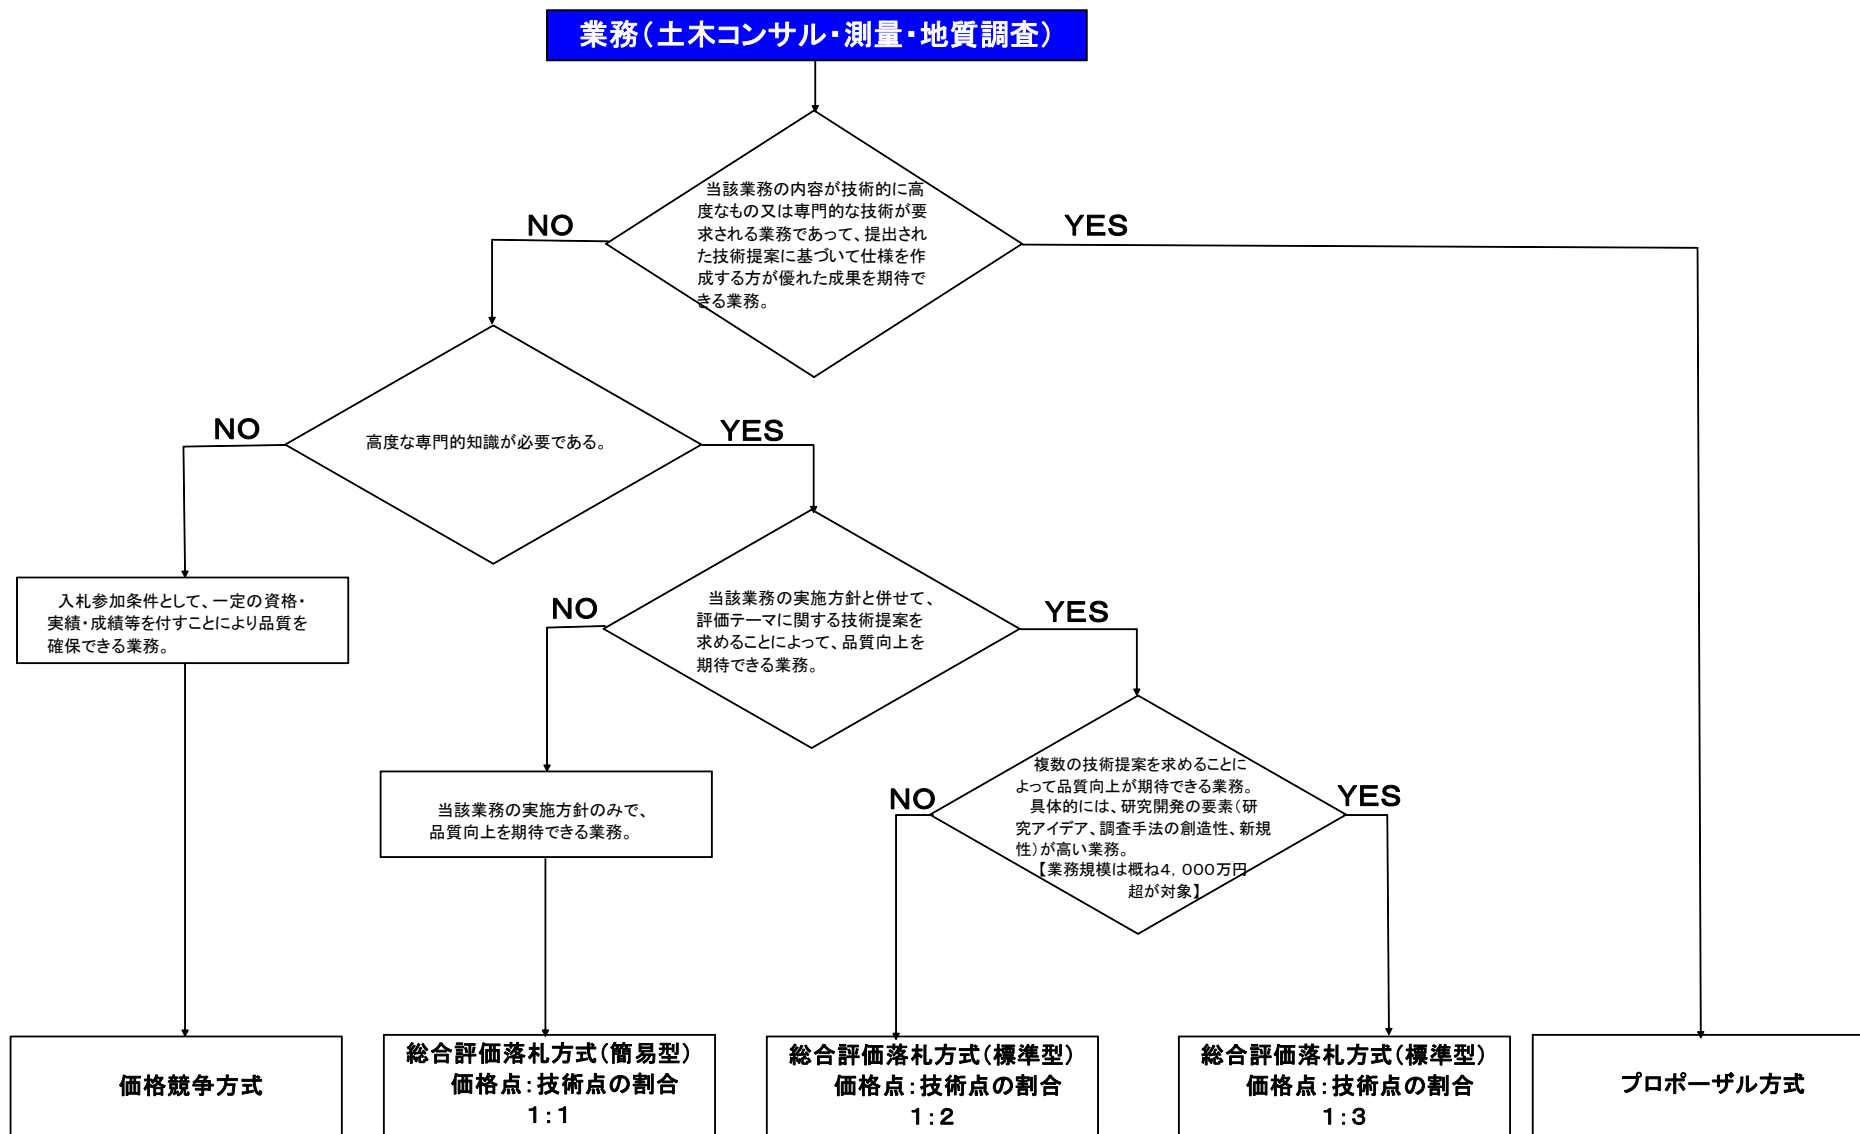 業務（土木コンサル・測量・地質調査）
当該業務の内容が技術的に高
度なもの又は専門的な技術が要
求される業務であって、提出され
た技術提案に基づいて仕様を作
成する方が優れた成果を期待で
きる業務。
NO
YES
高度な専門的知識が必要である。
NO
YES
入札参加条件として、一定の資格・
実績・成績等を付すことにより品質を
確保できる業務。
当該業務の実施方針と併せて、
評価テーマに関する技術提案を
求めることによって、品質向上を
期待できる業務。
NO
YES
当該業務の実施方針のみで、
品質向上を期待できる業務。
複数の技術提案を求めることに
よって品質向上が期待できる業務。
具体的には、研究開発の要素（研
究アイデア、調査手法の創造性、新規
性）が高い業務。
【業務規模は概ね4，000万円
超が対象】
NO
YES
価格競争方式
総合評価落札方式（簡易型）
価格点：技術点の割合
1：1
総合評価落札方式（標準型）
価格点：技術点の割合
1：2
総合評価落札方式（標準型）
価格点：技術点の割合
1：3
プロポーザル方式